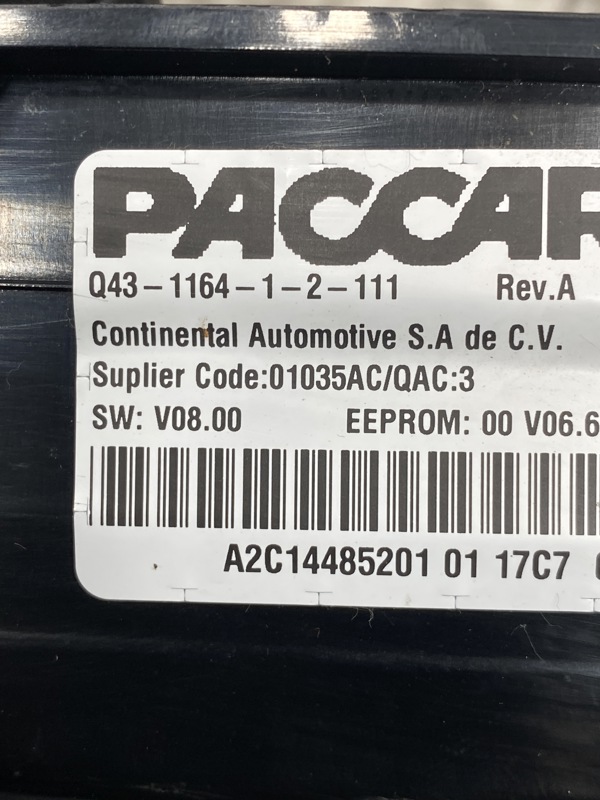 PACCAR
Q43-1164-1-2-111 Rev.A
Continental Automotive S.A de C.V.
Suplier Code:01035AC/QAC:3
SW: V08.00 EEPROM: 00 V06.6
A2C14485201 01 17C7